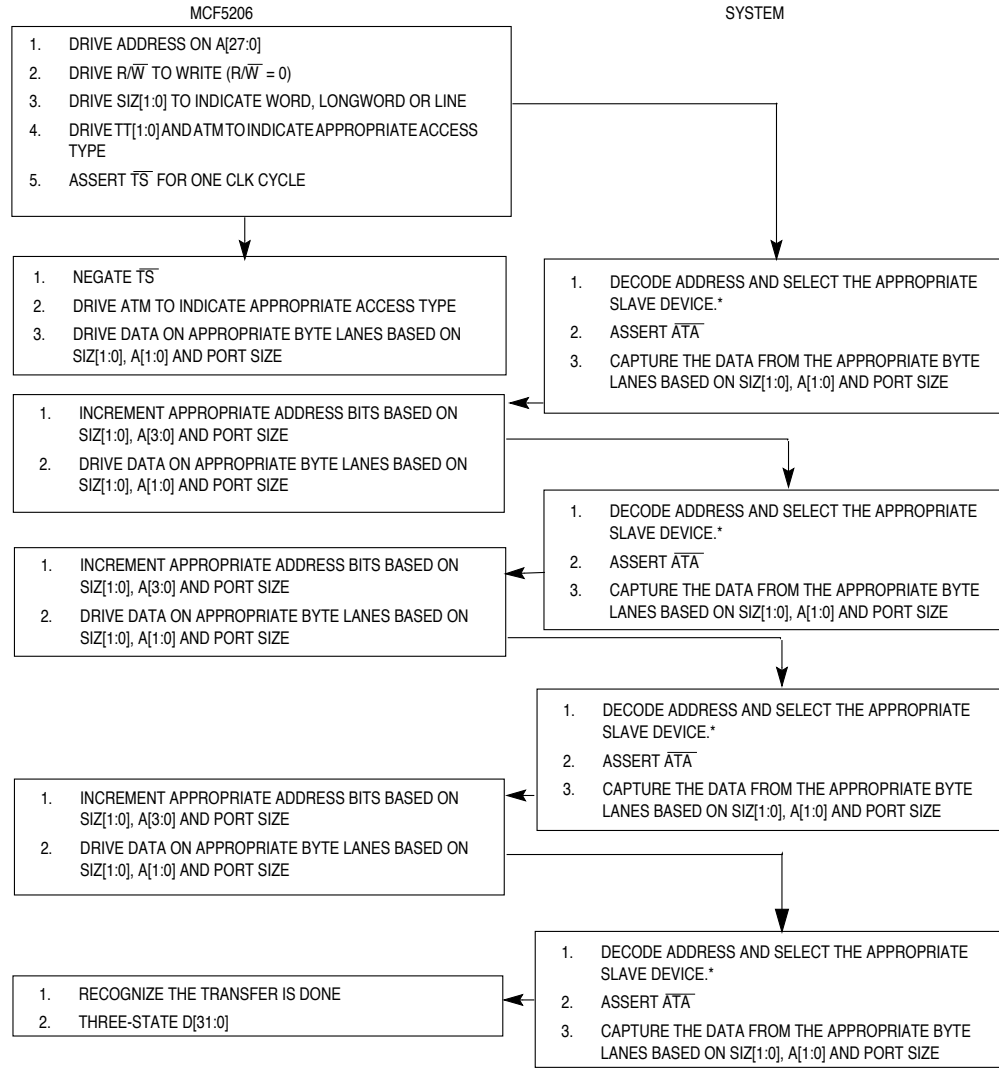 MCF5206
SYSTEM
1. DRIVE ADDRESS ON A[27:0]
2. DRIVE R/W̅ TO WRITE (R/W̅ = 0)
3. DRIVE SIZ[1:0] TO INDICATE WORD, LONGWORD OR LINE
4. DRIVE TT[1:0] AND ATM TO INDICATE APPROPRIATE ACCESS
TYPE
5. ASSERT T̅S̅ FOR ONE CLK CYCLE
1. NEGATE T̅S̅
2. DRIVE ATM TO INDICATE APPROPRIATE ACCESS TYPE
3. DRIVE DATA ON APPROPRIATE BYTE LANES BASED ON
SIZ[1:0], A[1:0] AND PORT SIZE
1. DECODE ADDRESS AND SELECT THE APPROPRIATE
SLAVE DEVICE.*
2. ASSERT A̅T̅A̅
3. CAPTURE THE DATA FROM THE APPROPRIATE BYTE
LANES BASED ON SIZ[1:0], A[1:0] AND PORT SIZE
1. INCREMENT APPROPRIATE ADDRESS BITS BASED ON
SIZ[1:0], A[3:0] AND PORT SIZE
2. DRIVE DATA ON APPROPRIATE BYTE LANES BASED ON
SIZ[1:0], A[1:0] AND PORT SIZE
1. DECODE ADDRESS AND SELECT THE APPROPRIATE
SLAVE DEVICE.*
2. ASSERT A̅T̅A̅
3. CAPTURE THE DATA FROM THE APPROPRIATE BYTE
LANES BASED ON SIZ[1:0], A[1:0] AND PORT SIZE
1. INCREMENT APPROPRIATE ADDRESS BITS BASED ON
SIZ[1:0], A[3:0] AND PORT SIZE
2. DRIVE DATA ON APPROPRIATE BYTE LANES BASED ON
SIZ[1:0], A[1:0] AND PORT SIZE
1. DECODE ADDRESS AND SELECT THE APPROPRIATE
SLAVE DEVICE.*
2. ASSERT A̅T̅A̅
3. CAPTURE THE DATA FROM THE APPROPRIATE BYTE
LANES BASED ON SIZ[1:0], A[1:0] AND PORT SIZE
1. INCREMENT APPROPRIATE ADDRESS BITS BASED ON
SIZ[1:0], A[3:0] AND PORT SIZE
2. DRIVE DATA ON APPROPRIATE BYTE LANES BASED ON
SIZ[1:0], A[1:0] AND PORT SIZE
1. DECODE ADDRESS AND SELECT THE APPROPRIATE
SLAVE DEVICE.*
2. ASSERT A̅T̅A̅
3. CAPTURE THE DATA FROM THE APPROPRIATE BYTE
LANES BASED ON SIZ[1:0], A[1:0] AND PORT SIZE
1. RECOGNIZE THE TRANSFER IS DONE
2. THREE-STATE D[31:0]